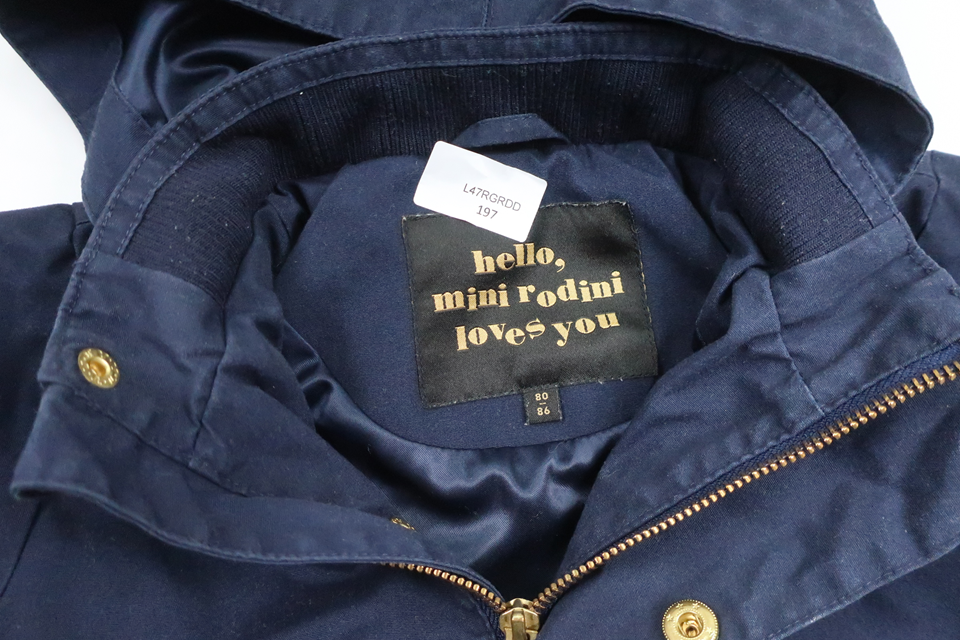 L47RGRDD
197
hello,
mini rodini
loves you
80
-
86